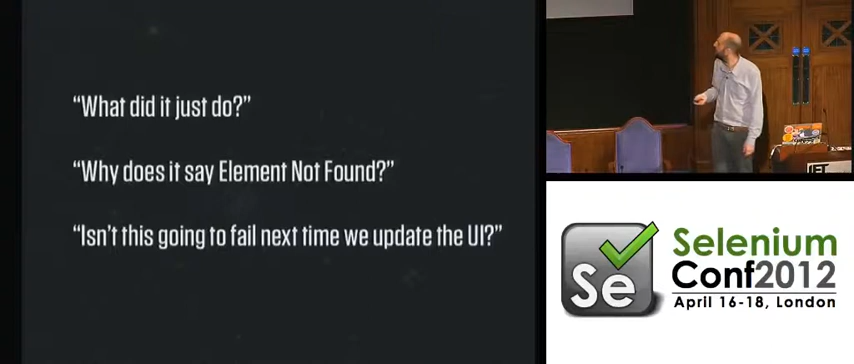 “What did it just do?”
“Why does it say Element Not Found?”
“Isn’t this going to fail next time we update the UI?”
IET
Se
Selenium
Conf2012
April 16-18, London